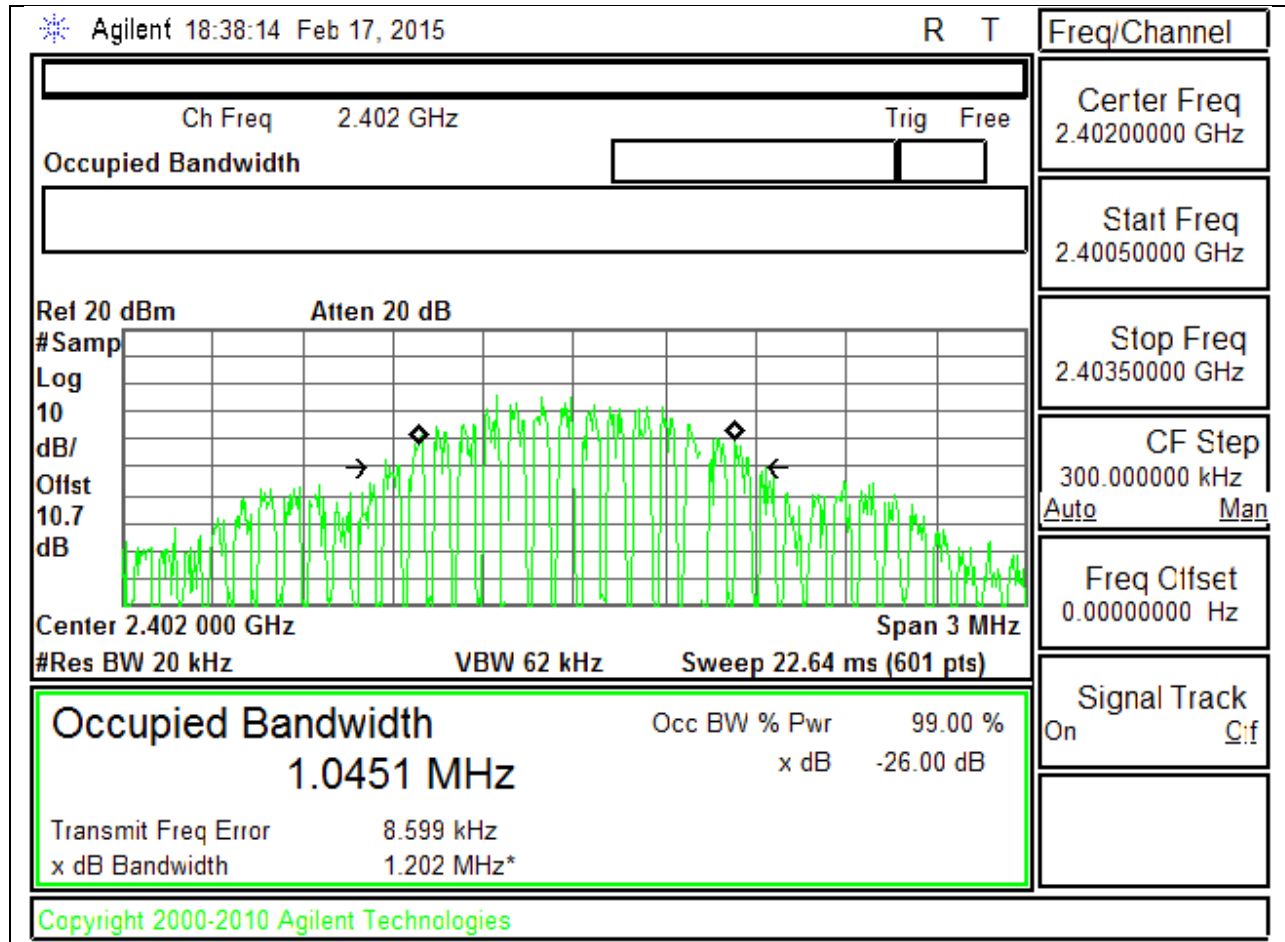 Agilent 18:38:14 Feb 17, 2015 R T
Ch Freq 2.402 GHz Trig Free
Occupied Bandwidth
Ref 20 dBm Atten 20 dB
#Samp
Log
10
dB/
Offst
10.7
dB
Center 2.402 000 GHz Span 3 MHz
#Res BW 20 kHz VBW 62 kHz Sweep 22.64 ms (601 pts)
Occupied Bandwidth
1.0451 MHz
Occ BW % Pwr 99.00 %
x dB -26.00 dB
Transmit Freq Error 8.599 kHz
x dB Bandwidth 1.202 MHz*
Copyright 2000-2010 Agilent Technologies
Freq/Channel
Center Freq
2.40200000 GHz
Start Freq
2.40050000 GHz
Stop Freq
2.40350000 GHz
CF Step
300.000000 kHz
Auto Man
Freq Offset
0.00000000 Hz
Signal Track
On Off